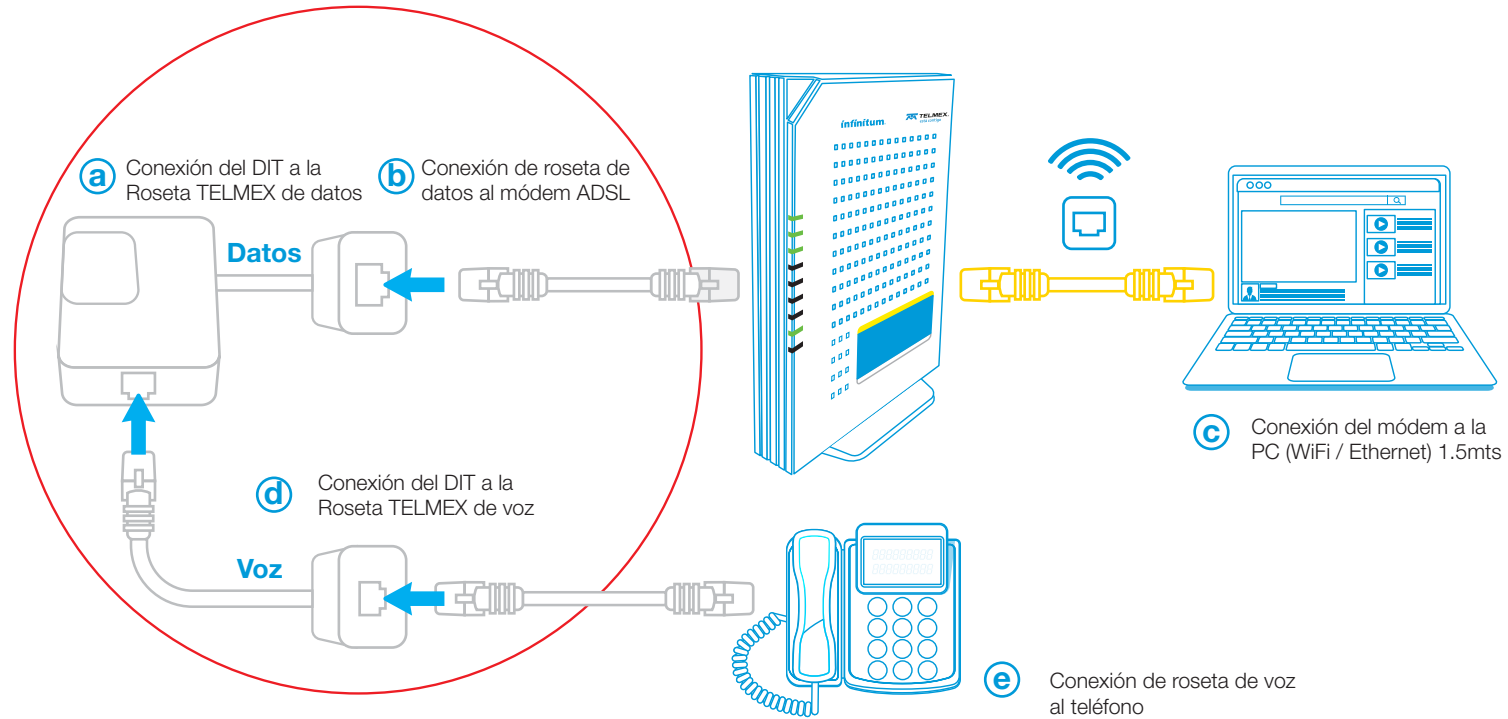 infinitum
TELMEX
a
Conexión del DIT a la
Roseta TELMEX de datos
b
Conexión de roseta de
datos al módem ADSL
Datos
c
Conexión del módem a la
PC (WiFi / Ethernet) 1.5mts
d
Conexión del DIT a la
Roseta TELMEX de voz
Voz
e
Conexión de roseta de voz
al teléfono